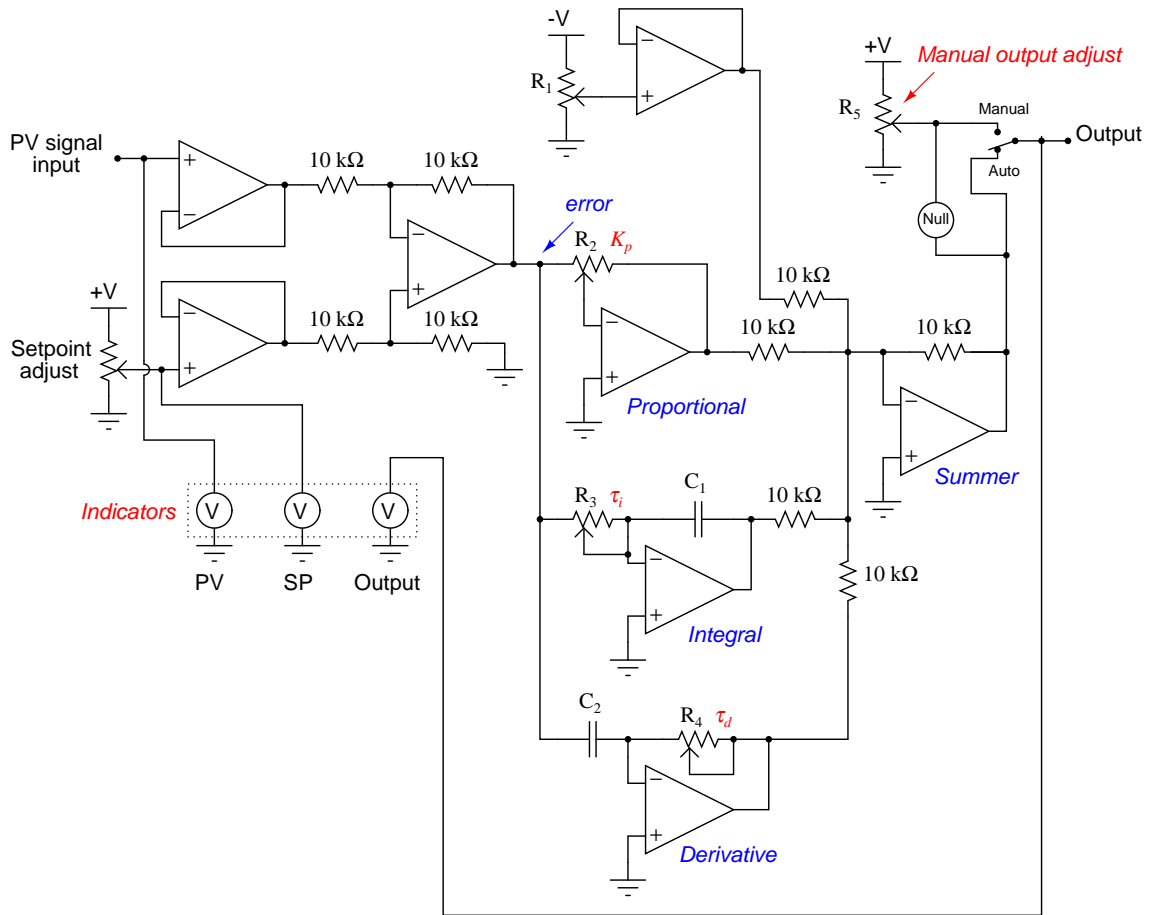 -V
R1
+V
Manual output adjust
R5
Manual
Output
Auto
Null
PV signal
input
+
−
10 kΩ
10 kΩ
−
+
error
R2
Kp
−
+
Proportional
10 kΩ
10 kΩ
10 kΩ
−
+
Summer
+V
Setpoint
adjust
−
+
10 kΩ
10 kΩ
−
+
Indicators
V
V
V
PV
SP
Output
R3
τi
C1
10 kΩ
−
+
Integral
10 kΩ
C2
R4
τd
−
+
Derivative